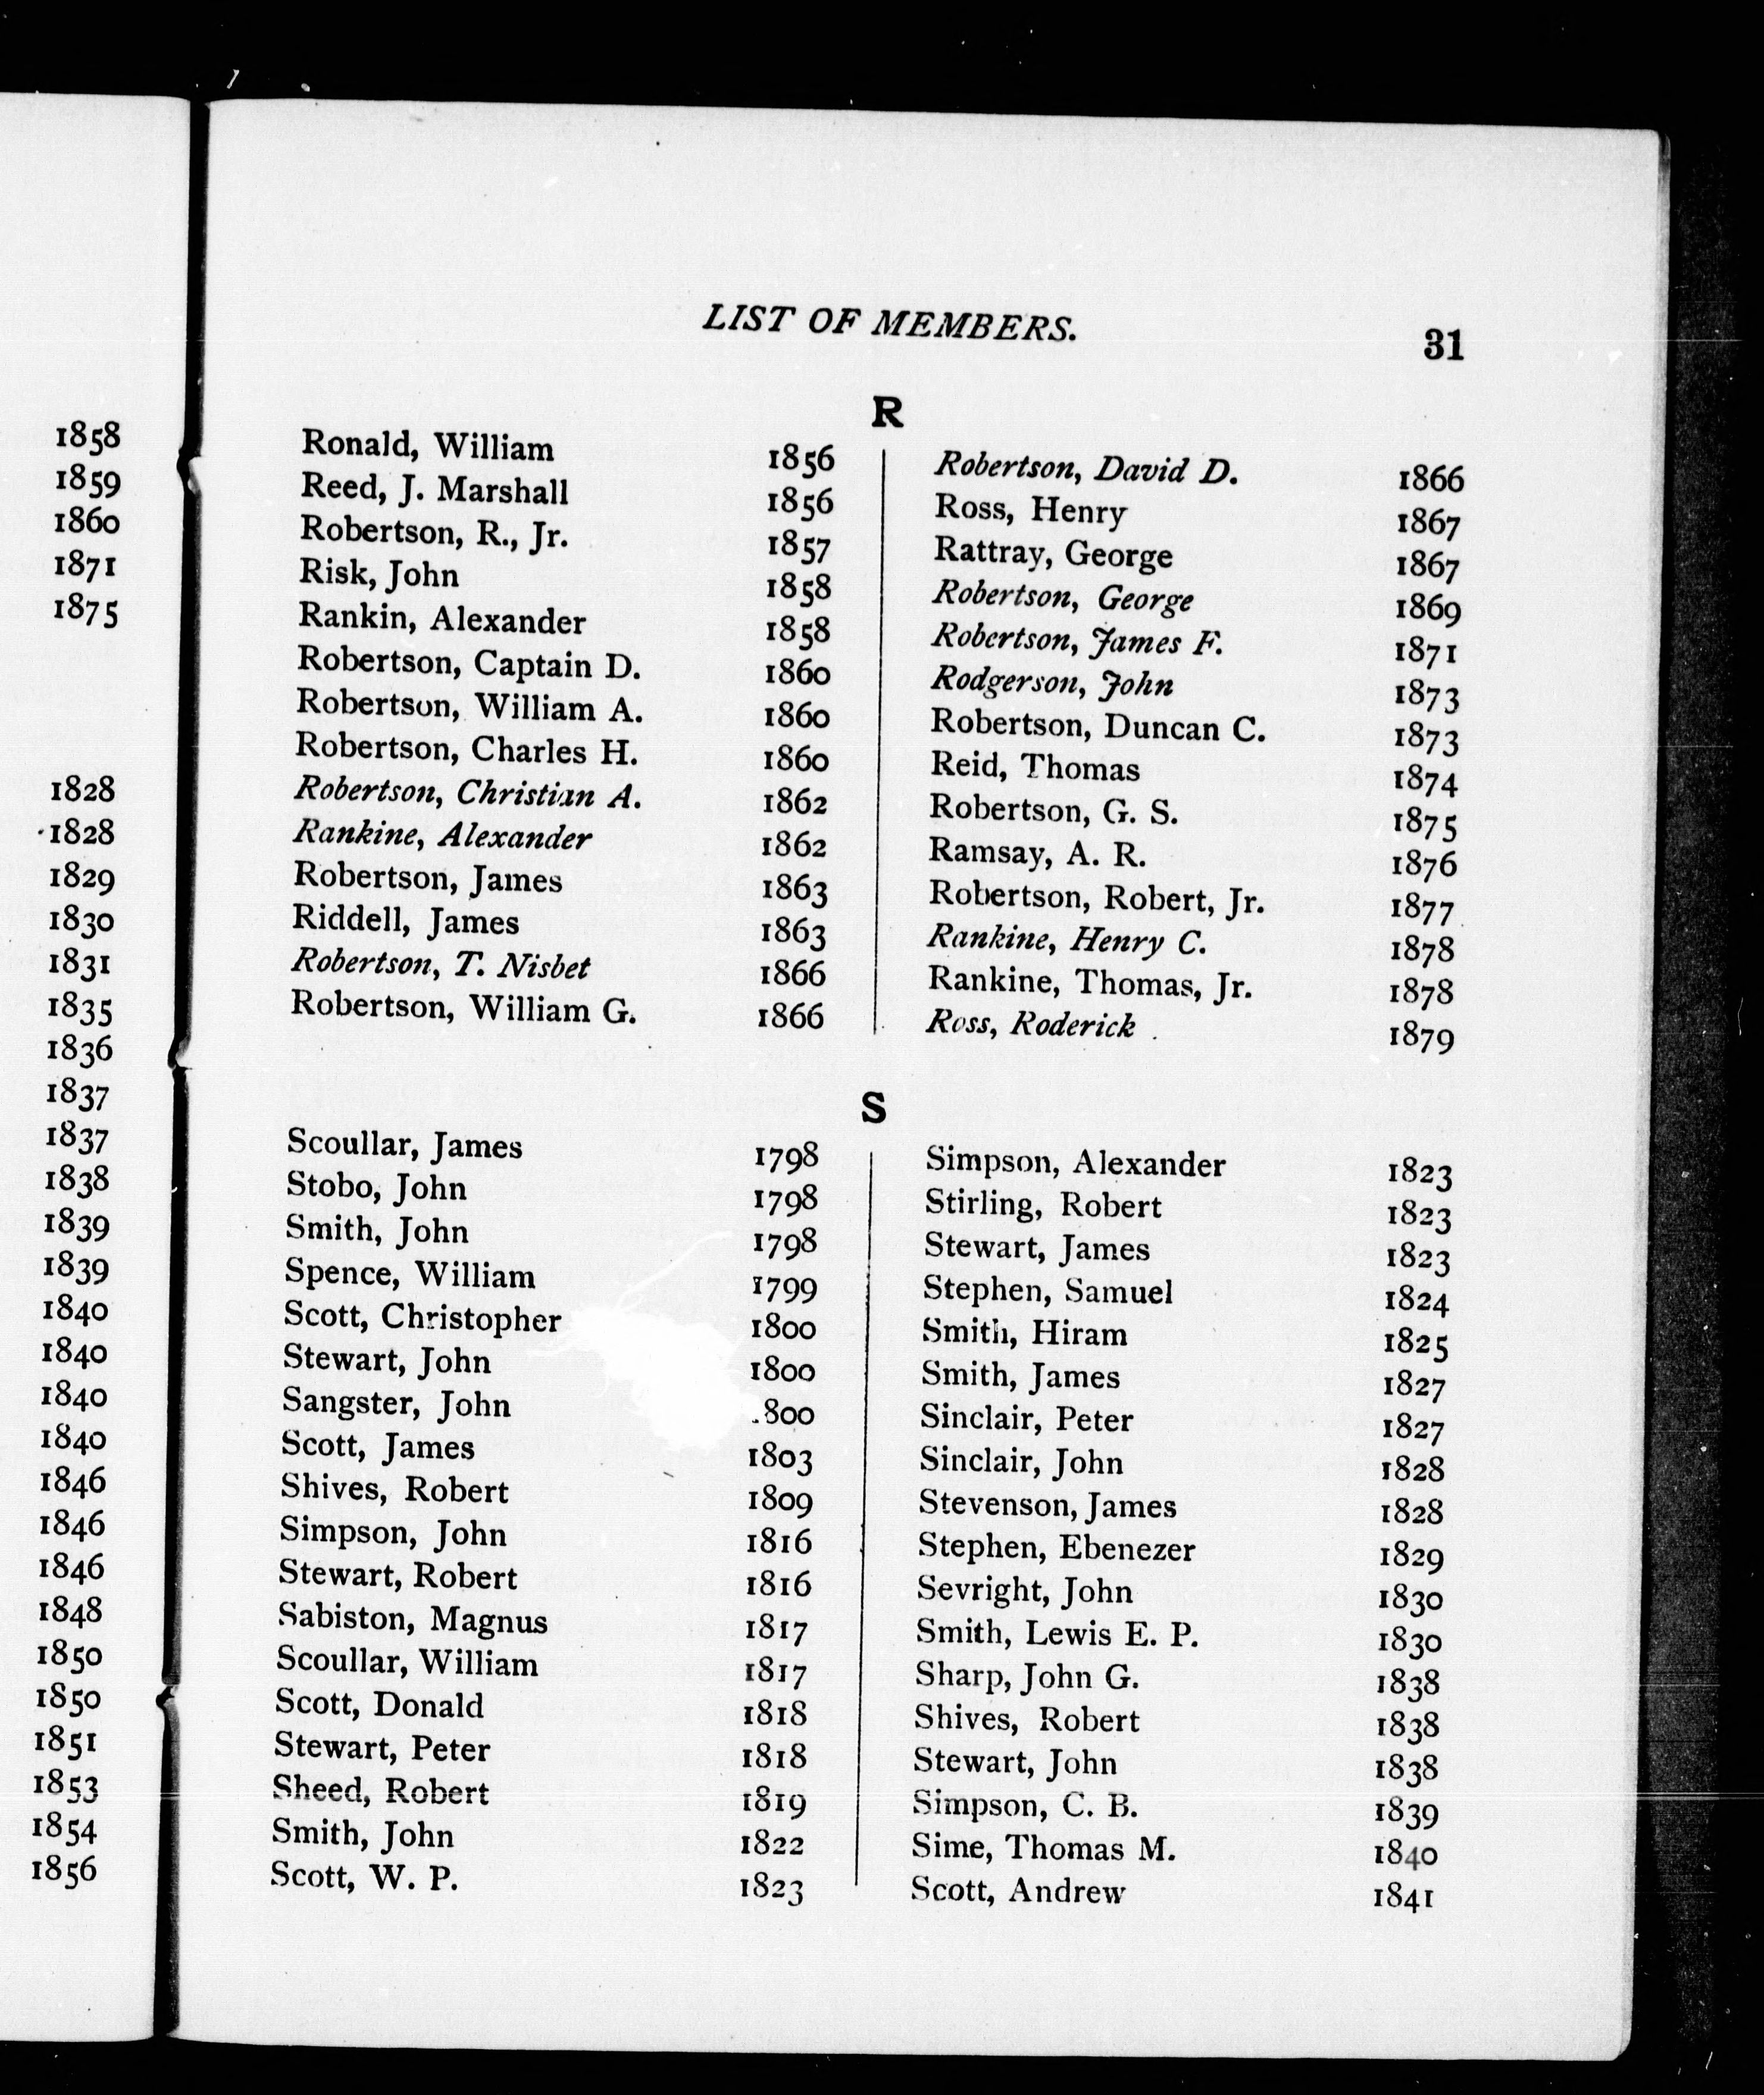 1858
1859
1860
1871
1875
1828
1828
1829
1830
1831
1835
1836
1837
1837
1838
1839
1839
1840
1840
1840
1840
1846
1846
1846
1848
1850
1850
1851
1853
1854
1856
LIST OF MEMBERS. 31
R
Ronald, William 1856
Reed, J. Marshall 1856
Robertson, R., Jr. 1857
Risk, John 1858
Rankin, Alexander 1858
Robertson, Captain D. 1860
Robertson, William A. 1860
Robertson, Charles H. 1860
Robertson, Christian A. 1862
Rankine, Alexander 1862
Robertson, James 1863
Riddell, James 1863
Robertson, T. Nisbet 1866
Robertson, William G. 1866
Robertson, David D. 1866
Ross, Henry 1867
Rattray, George 1867
Robertson, George 1869
Robertson, James F. 1871
Rodgerson, John 1873
Robertson, Duncan C. 1873
Reid, Thomas 1874
Robertson, G. S. 1875
Ramsay, A. R. 1876
Robertson, Robert, Jr. 1877
Rankine, Henry C. 1878
Rankine, Thomas, Jr. 1878
Ross, Roderick 1879
S
Scoullar, James 1798
Stobo, John 1798
Smith, John 1798
Spence, William 1799
Scott, Christopher 1800
Stewart, John 1800
Sangster, John 800
Scott, James 1803
Shives, Robert 1809
Simpson, John 1816
Stewart, Robert 1816
Sabiston, Magnus 1817
Scoullar, William 1817
Scott, Donald 1818
Stewart, Peter 1818
Sheed, Robert 1819
Smith, John 1822
Scott, W. P. 1823
Simpson, Alexander 1823
Stirling, Robert 1823
Stewart, James 1823
Stephen, Samuel 1824
Smith, Hiram 1825
Smith, James 1827
Sinclair, Peter 1827
Sinclair, John 1828
Stevenson, James 1828
Stephen, Ebenezer 1829
Sevright, John 1830
Smith, Lewis E. P. 1830
Sharp, John G. 1838
Shives, Robert 1838
Stewart, John 1838
Simpson, C. B. 1839
Sime, Thomas M. 1840
Scott, Andrew 1841